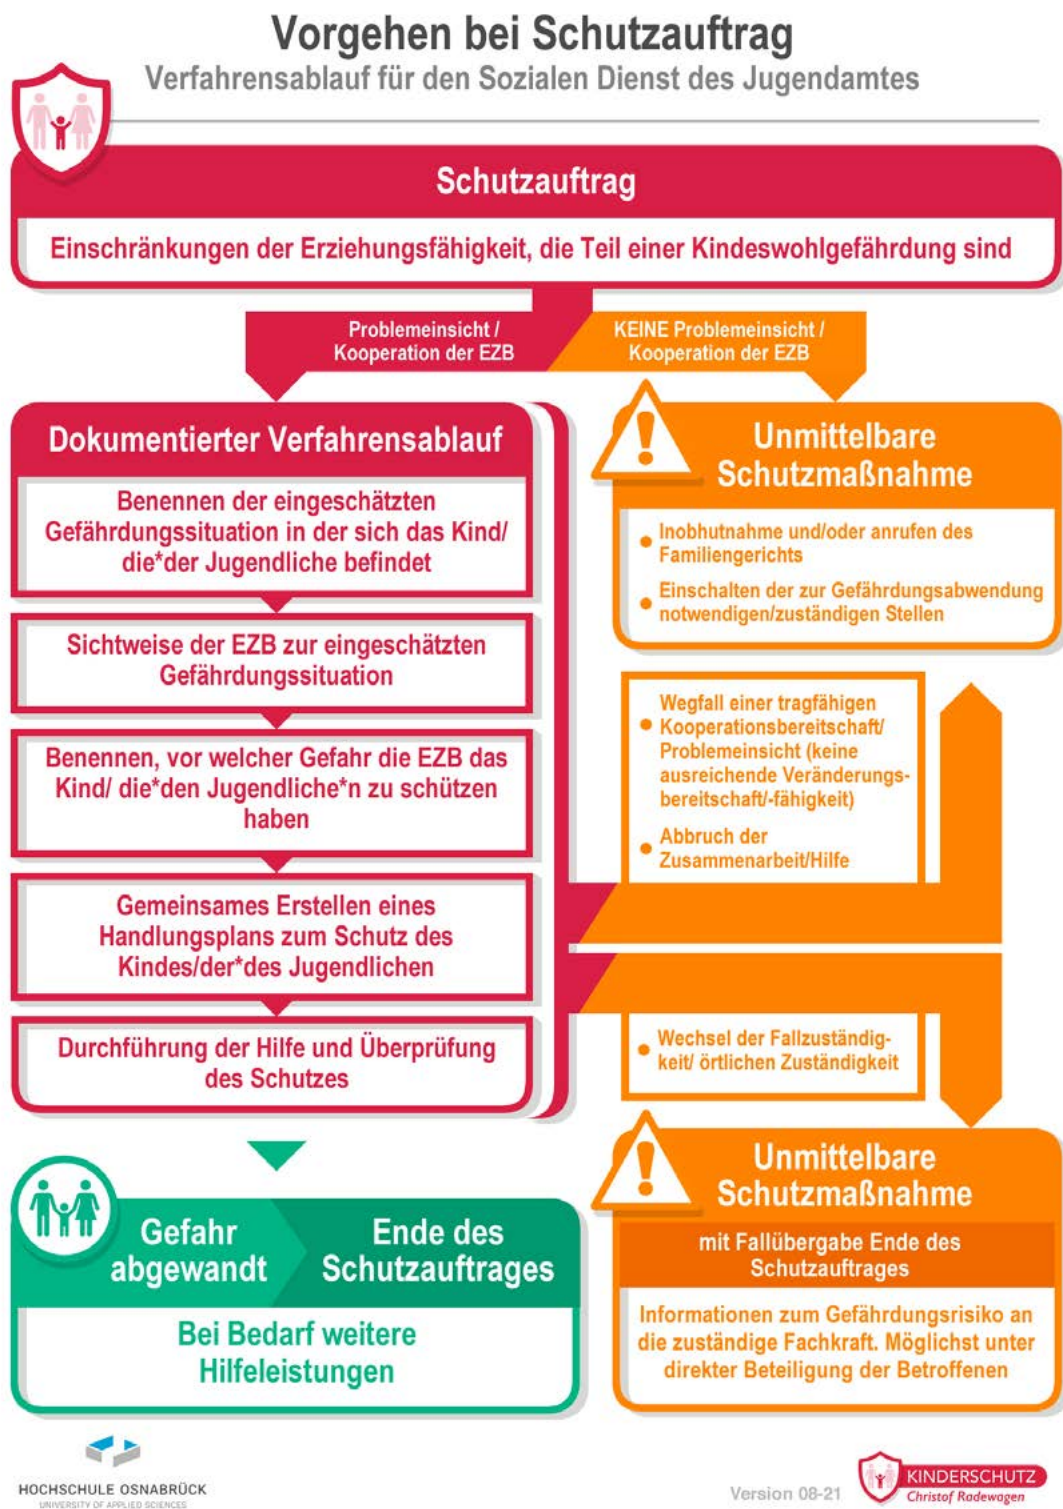 Vorgehen bei Schutzauftrag
Verfahrensablauf für den Sozialen Dienst des Jugendamtes
Schutzauftrag
Einschränkungen der Erziehungsfähigkeit, die Teil einer Kindeswohlgefährdung sind
Problemeinsicht /
Kooperation der EZB
KEINE Problemeinsicht /
Kooperation der EZB
Dokumentierter Verfahrensablauf
Benennen der eingeschätzten
Gefährdungssituation in der sich das Kind/
die*der Jugendliche befindet
Sichtweise der EZB zur eingeschätzten
Gefährdungssituation
Benennen, vor welcher Gefahr die EZB das
Kind/ die*den Jugendliche*n zu schützen
haben
Gemeinsames Erstellen eines
Handlungsplans zum Schutz des
Kindes/der*des Jugendlichen
Durchführung der Hilfe und Überprüfung
des Schutzes
Unmittelbare
Schutzmaßnahme
Inobhutnahme und/oder anrufen des
Familiengerichts
Einschalten der zur Gefährdungsabwendung
notwendigen/zuständigen Stellen
Wegfall einer tragfähigen
Kooperationsbereitschaft/
Problemeinsicht (keine
ausreichende Veränderungs-
bereitschaft/-fähigkeit)
Abbruch der
Zusammenarbeit/Hilfe
Wechsel der Fallzuständig-
keit/ örtlichen Zuständigkeit
Gefahr
abgewandt
Ende des
Schutzauftrages
Bei Bedarf weitere
Hilfeleistungen
Unmittelbare
Schutzmaßnahme
mit Fallübergabe Ende des
Schutzauftrages
Informationen zum Gefährdungsrisiko an
die zuständige Fachkraft. Möglichst unter
direkter Beteiligung der Betroffenen
HOCHSCHULE OSNABRÜCK
UNIVERSITY OF APPLIED SCIENCES
Version 08-21
KINDERSCHUTZ
Christof Radewagen